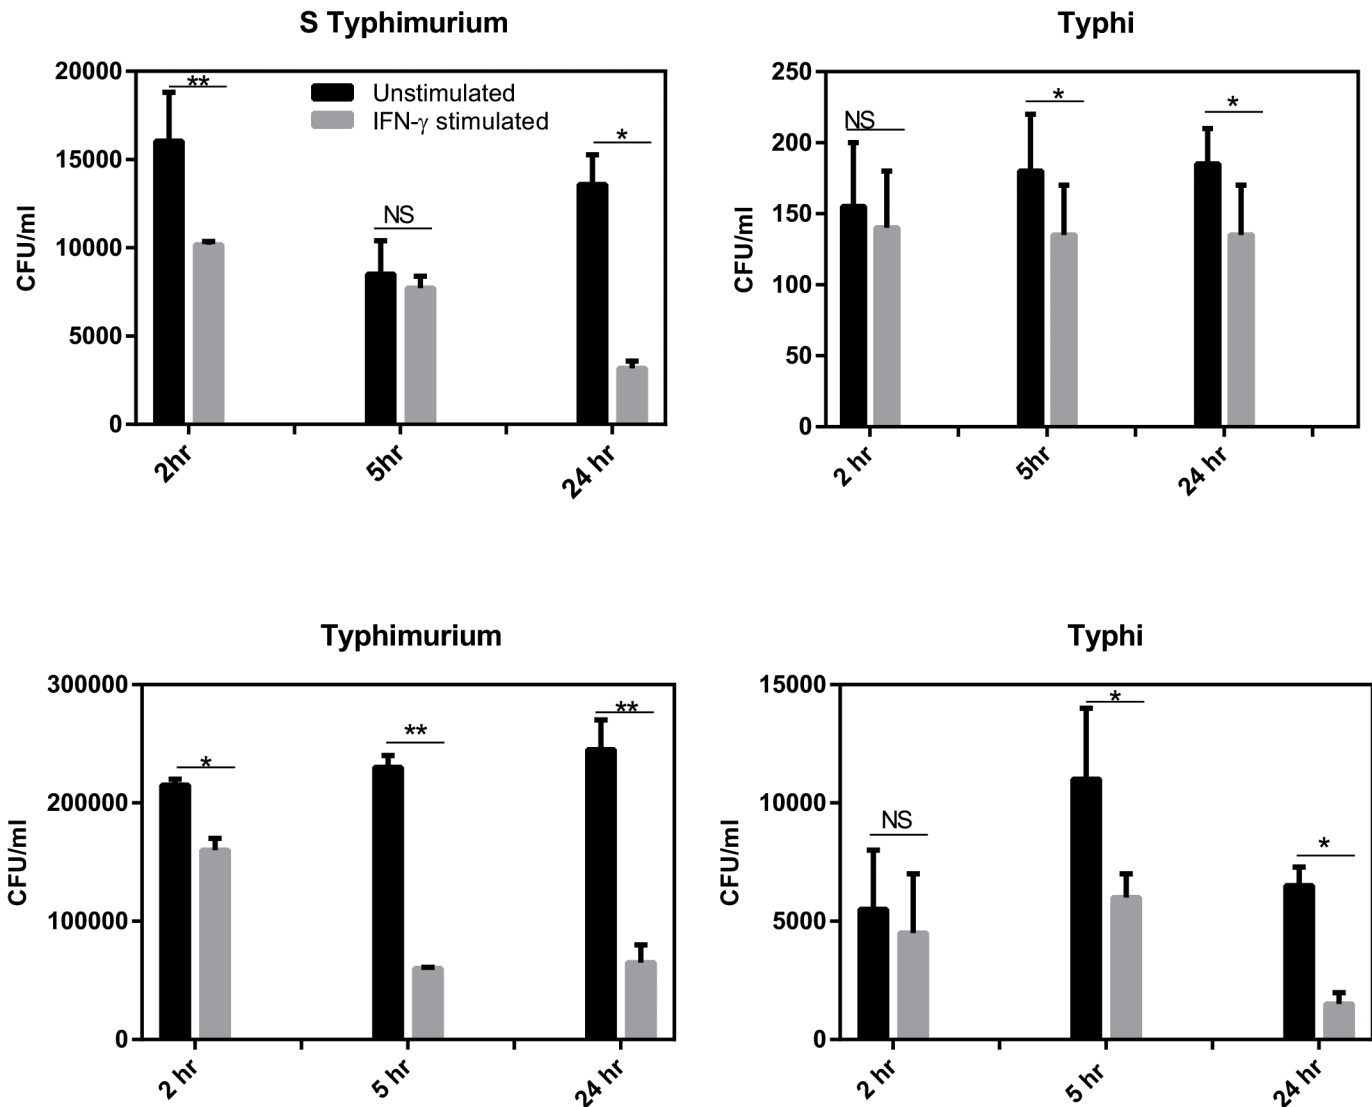 S Typhimurium
20000
15000
10000
5000
0
CFU/ml
**
NS
*
Unstimulated
IFN-γ stimulated
2hr
5hr
24 hr
Typhi
250
200
150
100
50
0
CFU/ml
NS
*
*
2 hr
5hr
24 hr
Typhimurium
300000
200000
100000
0
CFU/ml
*
**
**
2 hr
5 hr
24 hr
Typhi
15000
10000
5000
0
CFU/ml
NS
*
*
2 hr
5 hr
24 hr